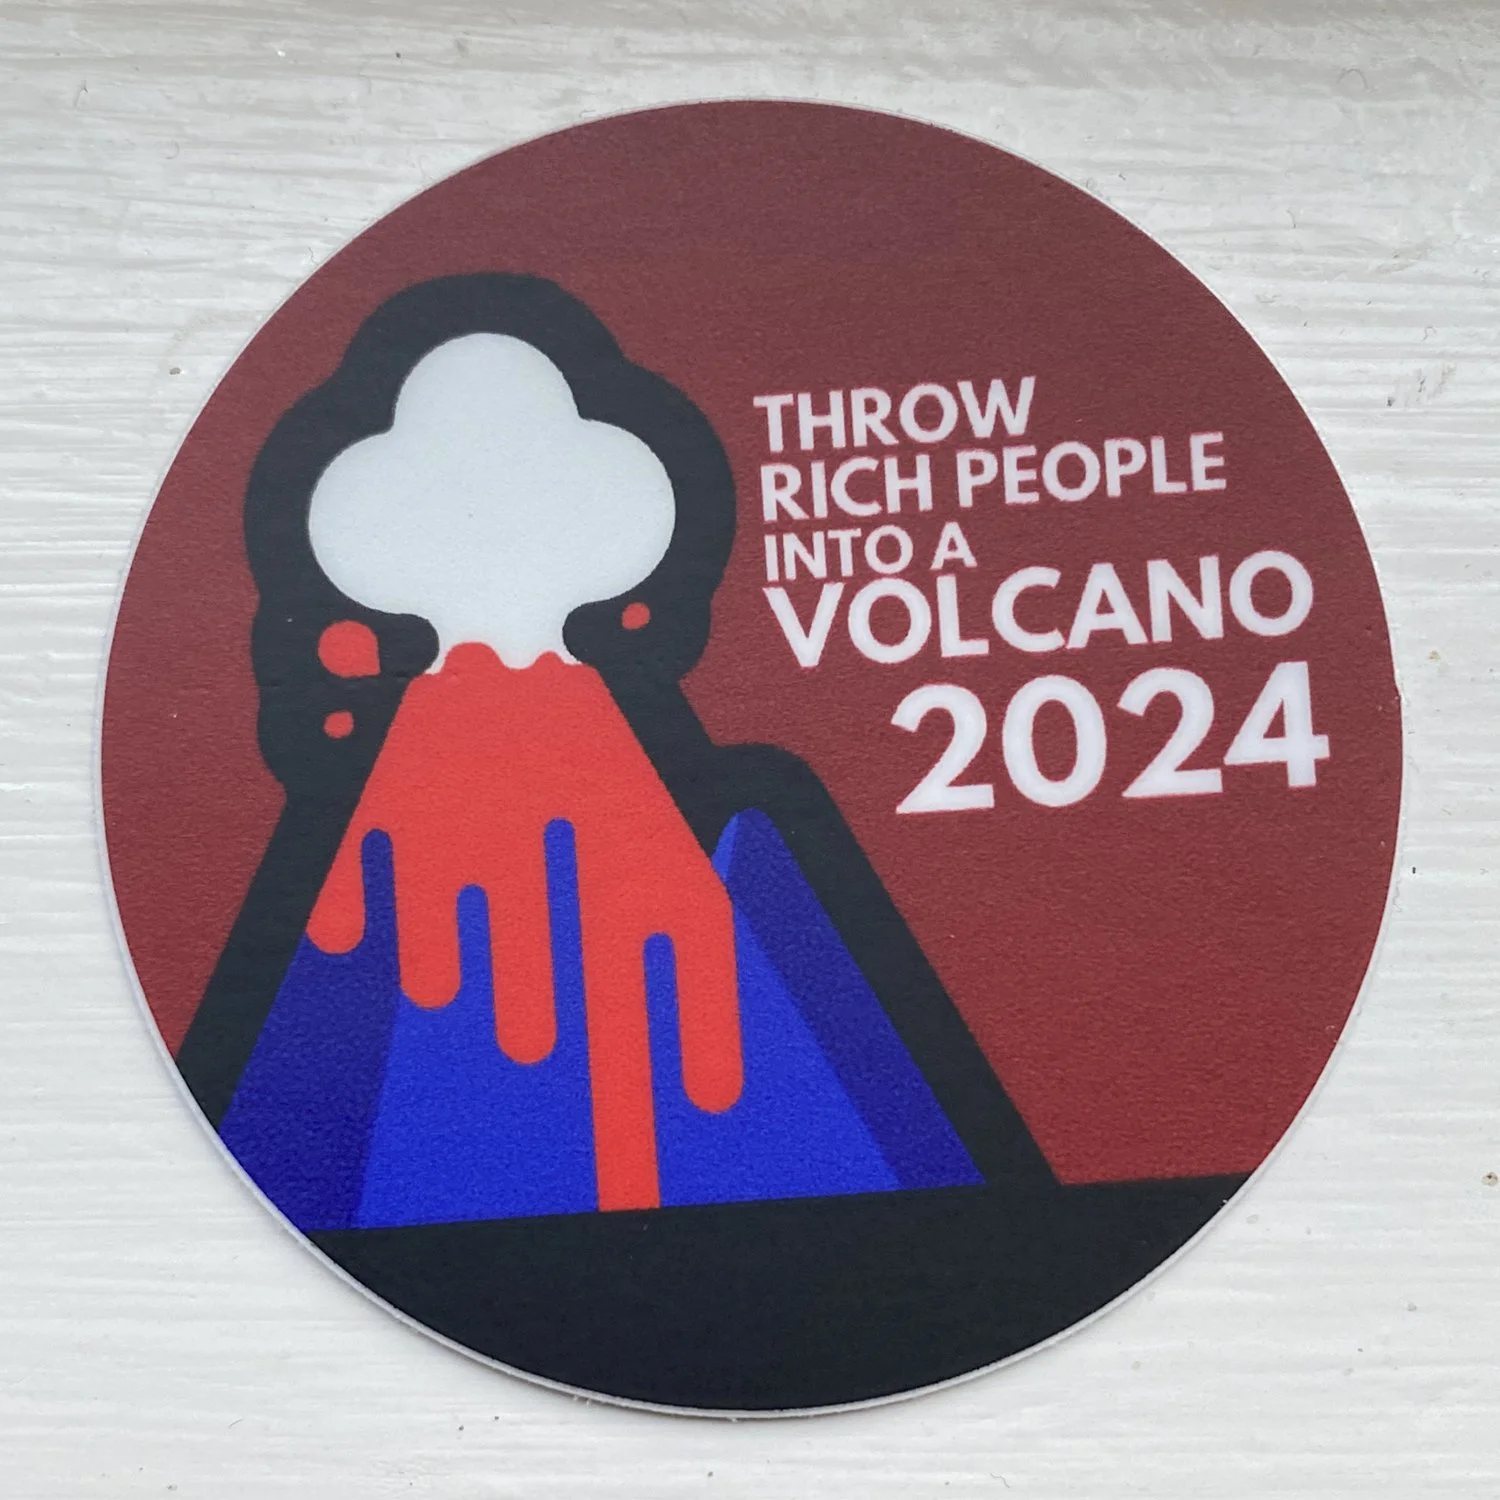 THROW
RICH PEOPLE
INTO A
VOLCANO
2024